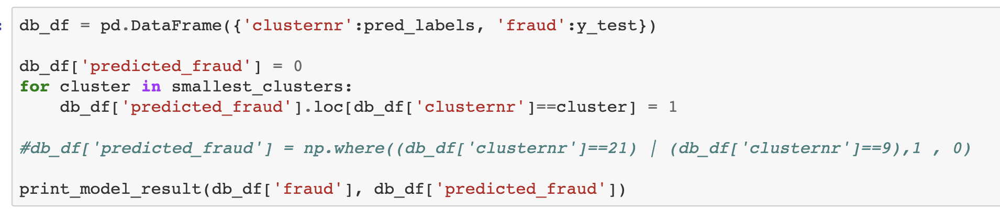 :
db_df = pd.DataFrame({'clusternr':pred_labels, 'fraud':y_test})
db_df['predicted_fraud'] = 0
for cluster in smallest_clusters:
    db_df['predicted_fraud'].loc[db_df['clusternr']==cluster] = 1
#db_df['predicted_fraud'] = np.where((db_df['clusternr']==21) | (db_df['clusternr']==9),1 , 0)
print_model_result(db_df['fraud'], db_df['predicted_fraud'])